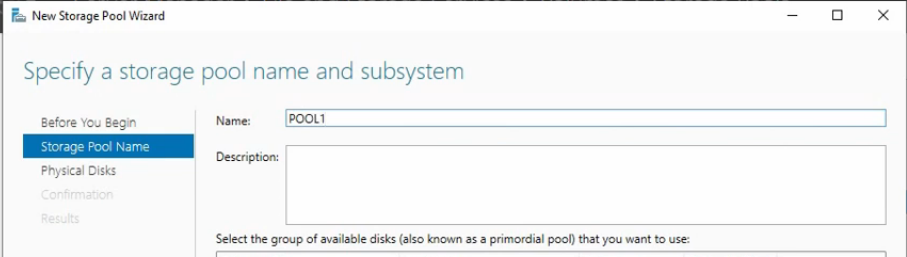 New Storage Pool Wizard
Specify a storage pool name and subsystem
Before You Begin
Storage Pool Name
Physical Disks
Confirmation
Results
Name:
POOL1
Description:
Select the group of available disks (also known as a primordial pool) that you want to use: